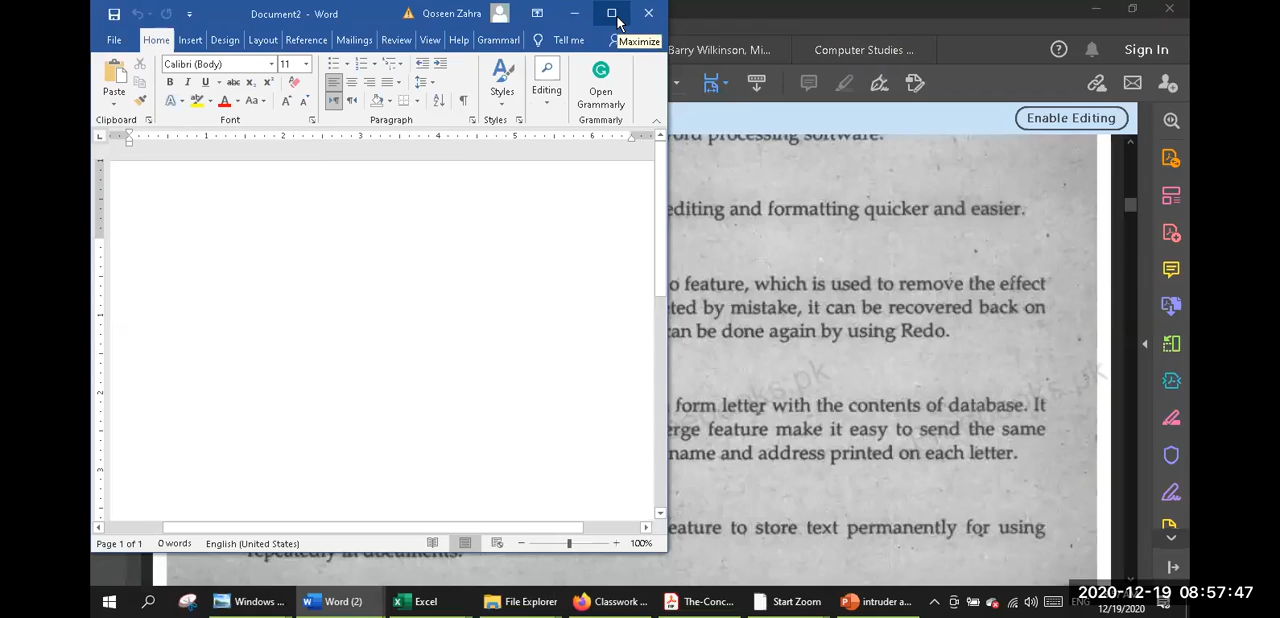 Document2 - Word
Qoseen Zahra
Maximize
File Home Insert Design Layout Reference Mailings Review View Help Grammarl Tell me
Barry Wilkinson, Mi...
Computer Studies ...
Sign In
Paste
Calibri (Body)
11
Styles
Editing
Open
Grammarly
Clipboard
Font
Paragraph
Styles
Grammarly
Enable Editing
ord processing software.
editing and formatting quicker and easier.
o feature, which is used to remove the effect
ted by mistake, it can be recovered back on
an be done again by using Redo.
form letter with the contents of database. It
erge feature make it easy to send the same
name and address printed on each letter.
eature to store text permanently for using
repeatedly in documents.
Page 1 of 1 0 words English (United States) 100%
Windows ... Word (2) Excel File Explorer Classwork ... The-Conc... Start Zoom intruder a...
ENG
12/19/2020
2020-12-19 08:57:47